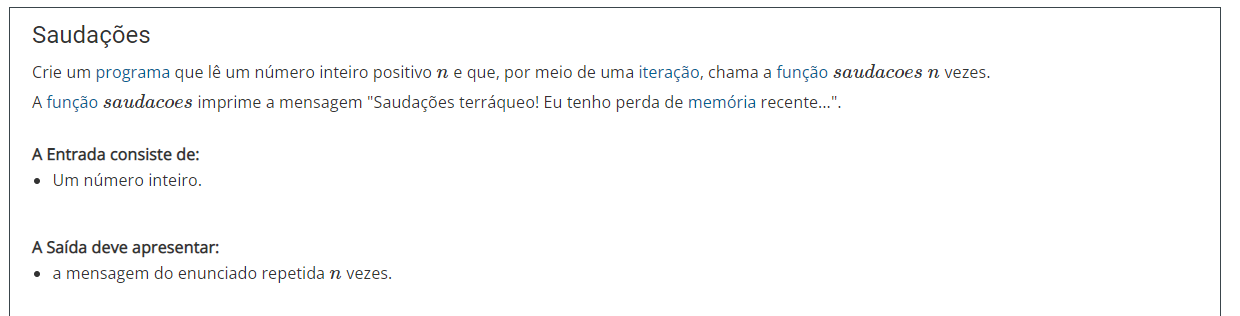 Saudações
Crie um programa que lê um número inteiro positivo n e que, por meio de uma iteração, chama a função saudacoes n vezes.
A função saudacoes imprime a mensagem "Saudações terráqueo! Eu tenho perda de memória recente...".
A Entrada consiste de:
• Um número inteiro.
A Saída deve apresentar:
• a mensagem do enunciado repetida n vezes.